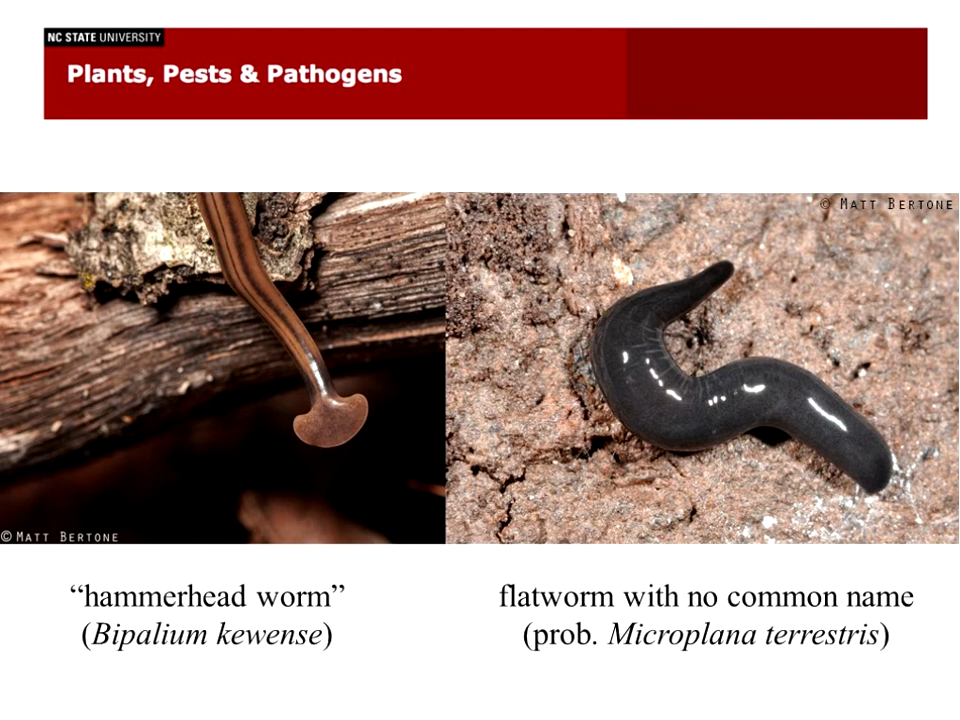 NC STATE UNIVERSITY
Plants, Pests & Pathogens
© MATT BERTONE
© MATT BERTONE
“hammerhead worm”
(Bipalium kewense)
flatworm with no common name
(prob. Microplana terrestris)